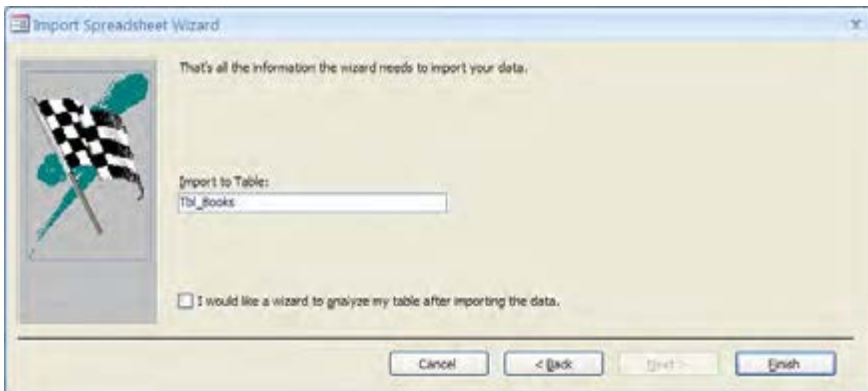 Import Spreadsheet Wizard
That's all the information the wizard needs to import your data.
Import to Table:
Tbl_Books
I would like a wizard to analyze my table after importing the data.
Cancel
< Back
Next >
Finish